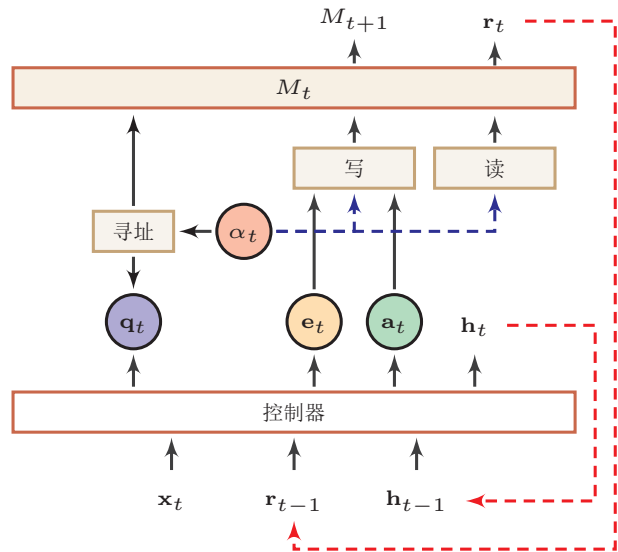 M_{t+1}
𝐫_t
M_t
写
读
寻址
α_t
𝐪_t
𝐞_t
𝐚_t
𝐡_t
控制器
𝐱_t
𝐫_{t−1}
𝐡_{t−1}